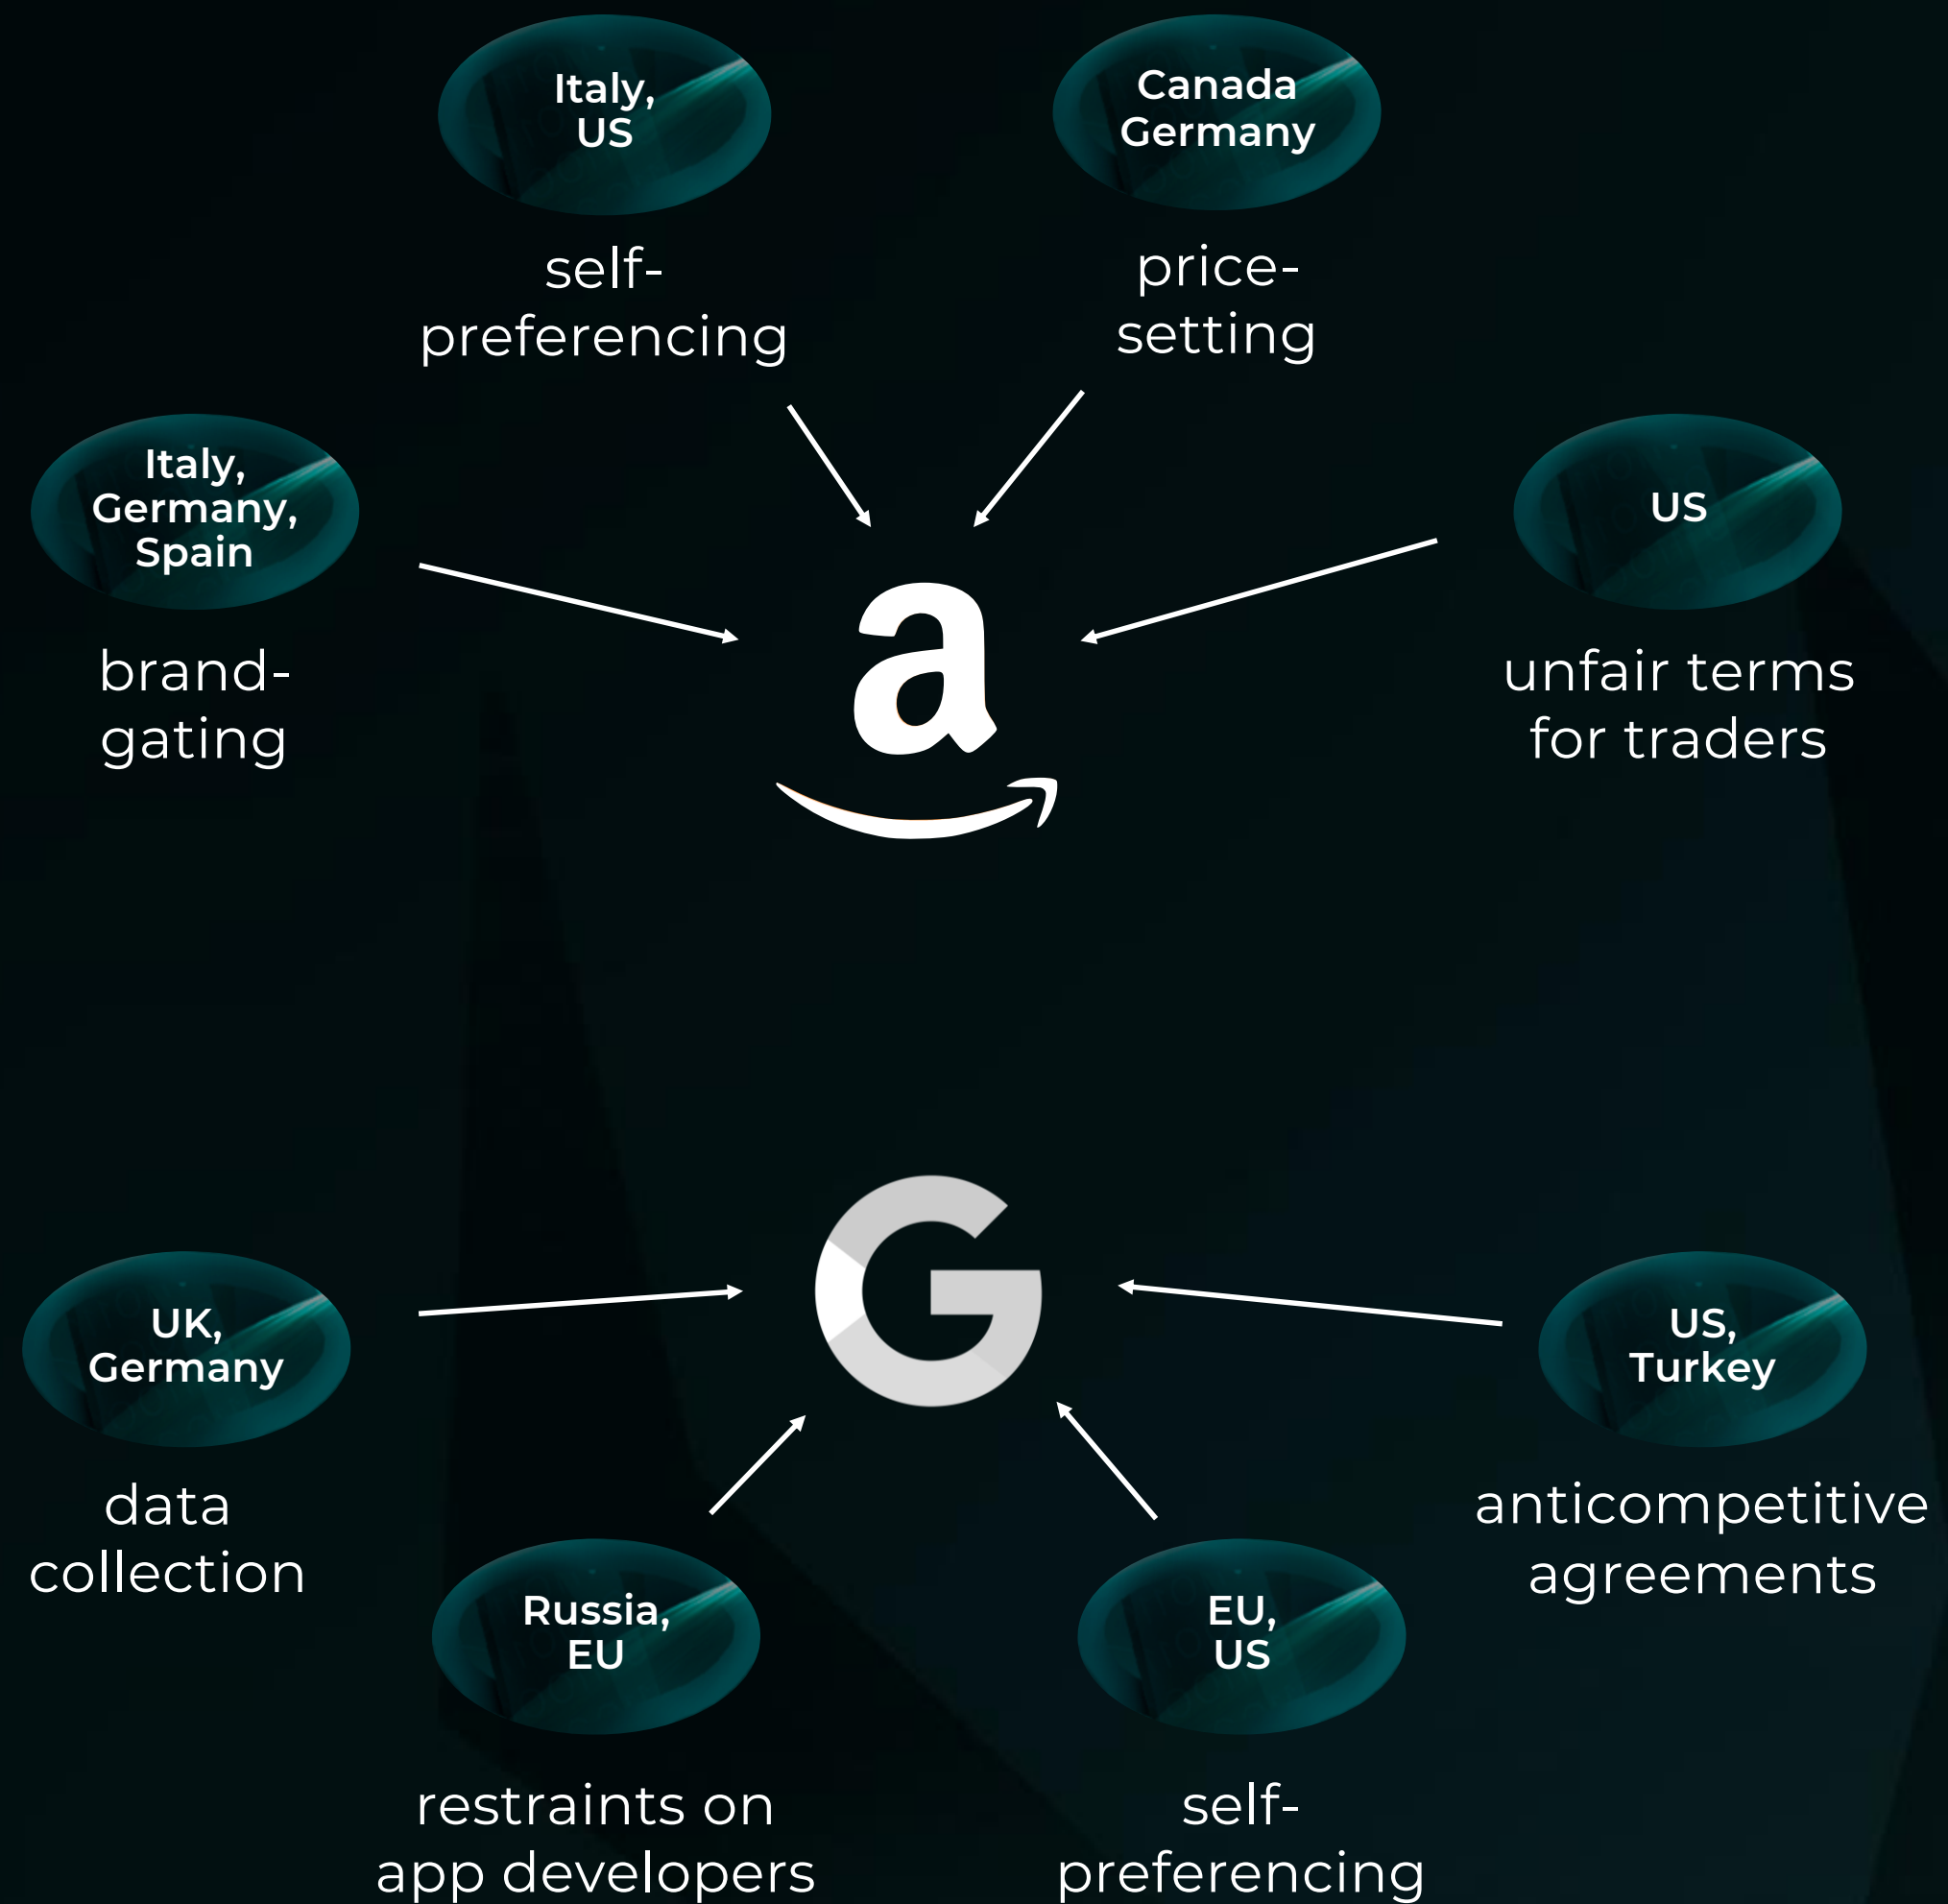 Italy,
US
self-
preferencing
Canada
Germany
price-
setting
Italy,
Germany,
Spain
brand-
gating
US
unfair terms
for traders
a
G
UK,
Germany
data
collection
Russia,
EU
restraints on
app developers
EU,
US
self-
preferencing
US,
Turkey
anticompetitive
agreements